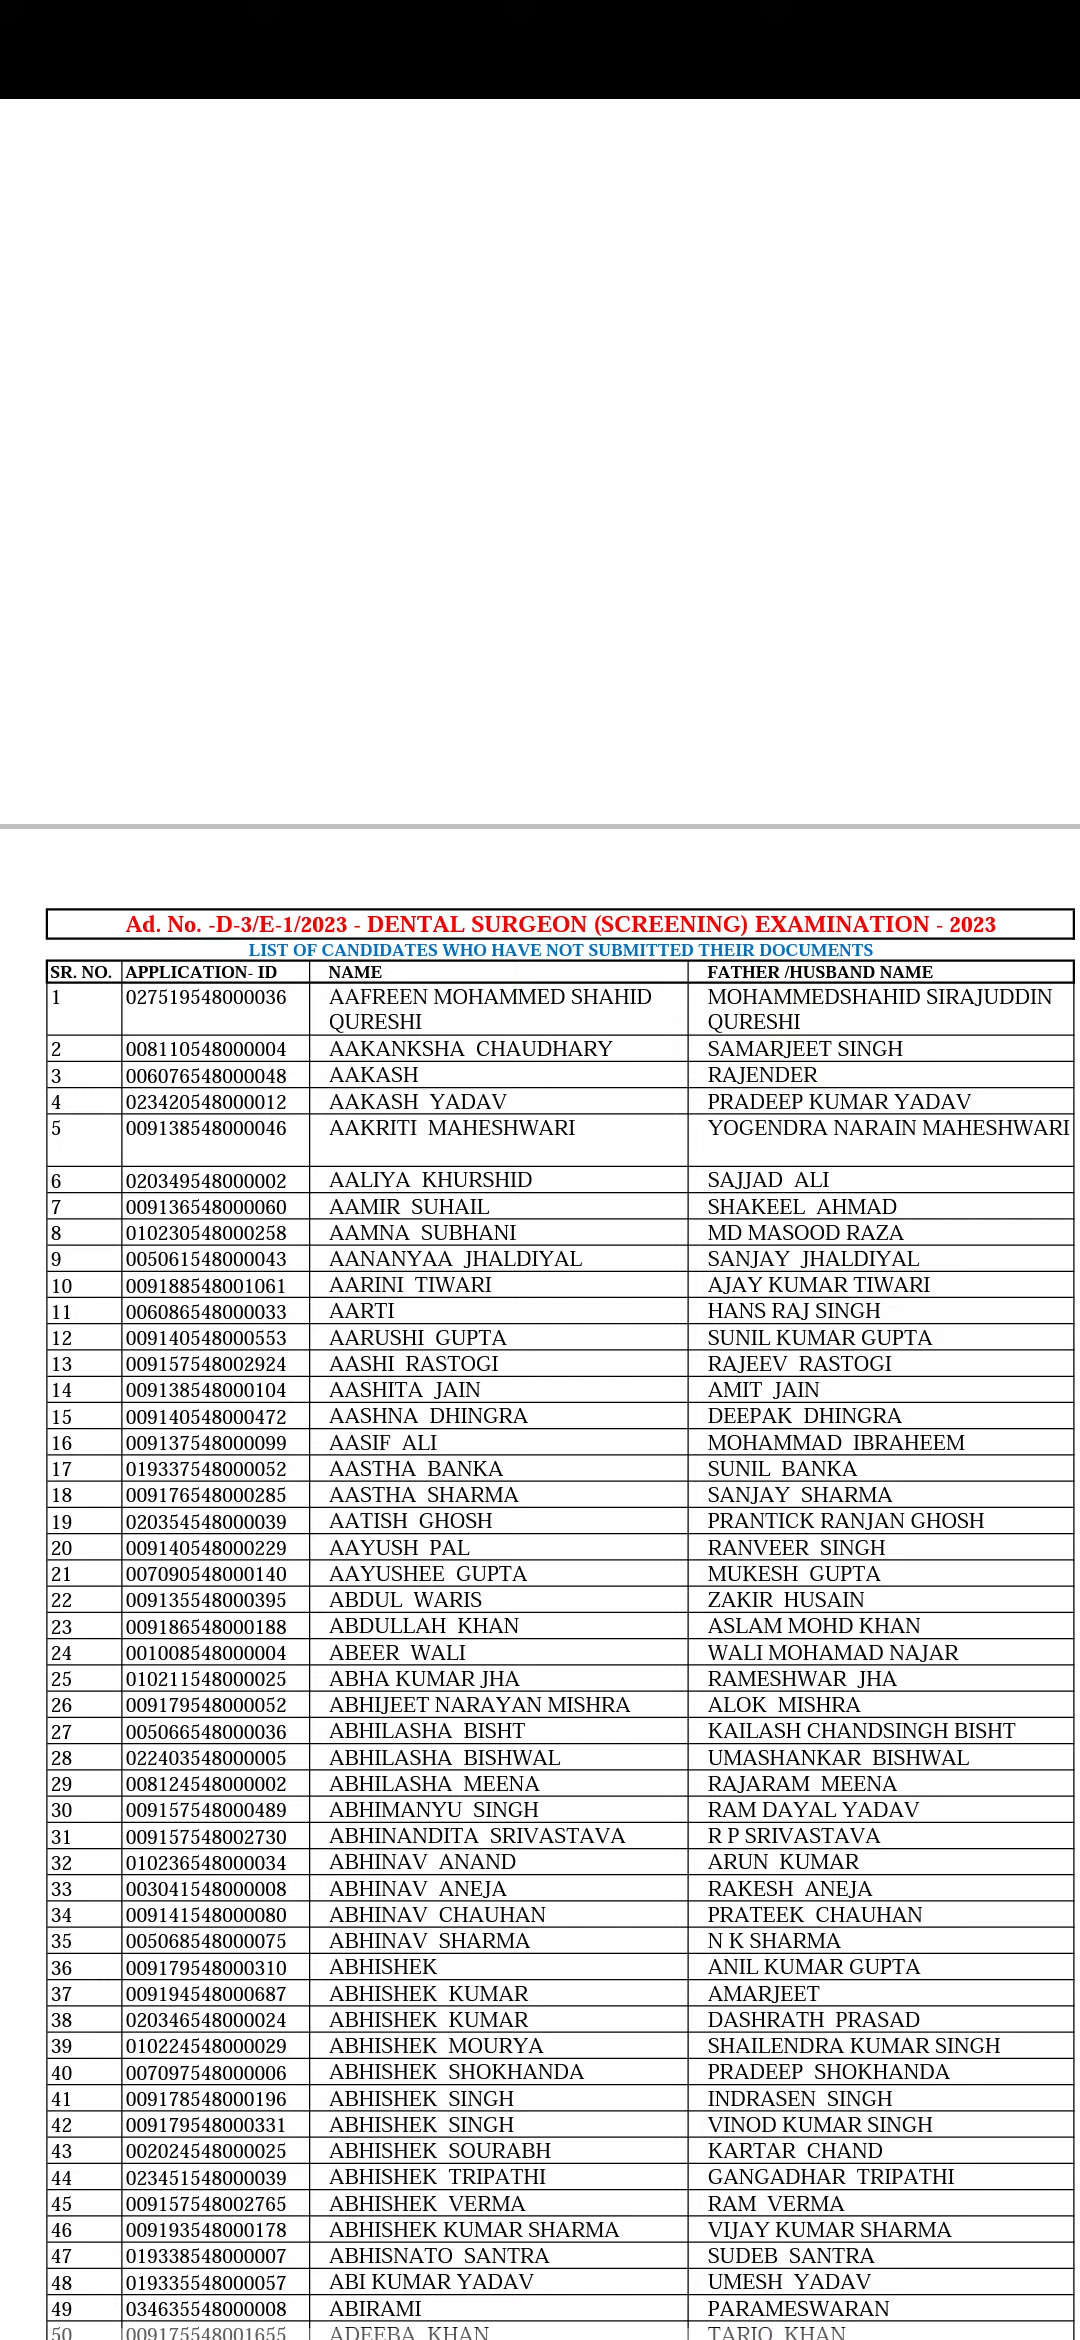 Ad. No. -D-3/E-1/2023 - DENTAL SURGEON (SCREENING) EXAMINATION - 2023
LIST OF CANDIDATES WHO HAVE NOT SUBMITTED THEIR DOCUMENTS
SR. NO. APPLICATION- ID NAME FATHER /HUSBAND NAME
1 027519548000036 AAFREEN MOHAMMED SHAHID MOHAMMEDSHAHID SIRAJUDDIN
QURESHI QURESHI
2 008110548000004 AAKANKSHA CHAUDHARY SAMARJEET SINGH
3 006076548000048 AAKASH RAJENDER
4 023420548000012 AAKASH YADAV PRADEEP KUMAR YADAV
5 009138548000046 AAKRITI MAHESHWARI YOGENDRA NARAIN MAHESHWARI
6 020349548000002 AALIYA KHURSHID SAJJAD ALI
7 009136548000060 AAMIR SUHAIL SHAKEEL AHMAD
8 010230548000258 AAMNA SUBHANI MD MASOOD RAZA
9 005061548000043 AANANYAA JHALDIYAL SANJAY JHALDIYAL
10 009188548001061 AARINI TIWARI AJAY KUMAR TIWARI
11 006086548000033 AARTI HANS RAJ SINGH
12 009140548000553 AARUSHI GUPTA SUNIL KUMAR GUPTA
13 009157548002924 AASHI RASTOGI RAJEEV RASTOGI
14 009138548000104 AASHITA JAIN AMIT JAIN
15 009140548000472 AASHNA DHINGRA DEEPAK DHINGRA
16 009137548000099 AASIF ALI MOHAMMAD IBRAHEEM
17 019337548000052 AASTHA BANKA SUNIL BANKA
18 009176548000285 AASTHA SHARMA SANJAY SHARMA
19 020354548000039 AATISH GHOSH PRANTICK RANJAN GHOSH
20 009140548000229 AAYUSH PAL RANVEER SINGH
21 007090548000140 AAYUSHEE GUPTA MUKESH GUPTA
22 009135548000395 ABDUL WARIS ZAKIR HUSAIN
23 009186548000188 ABDULLAH KHAN ASLAM MOHD KHAN
24 001008548000004 ABEER WALI WALI MOHAMAD NAJAR
25 010211548000025 ABHA KUMAR JHA RAMESHWAR JHA
26 009179548000052 ABHIJEET NARAYAN MISHRA ALOK MISHRA
27 005066548000036 ABHILASHA BISHT KAILASH CHANDSINGH BISHT
28 022403548000005 ABHILASHA BISHWAL UMASHANKAR BISHWAL
29 008124548000002 ABHILASHA MEENA RAJARAM MEENA
30 009157548000489 ABHIMANYU SINGH RAM DAYAL YADAV
31 009157548002730 ABHINANDITA SRIVASTAVA R P SRIVASTAVA
32 010236548000034 ABHINAV ANAND ARUN KUMAR
33 003041548000008 ABHINAV ANEJA RAKESH ANEJA
34 009141548000080 ABHINAV CHAUHAN PRATEEK CHAUHAN
35 005068548000075 ABHINAV SHARMA N K SHARMA
36 009179548000310 ABHISHEK ANIL KUMAR GUPTA
37 009194548000687 ABHISHEK KUMAR AMARJEET
38 020346548000024 ABHISHEK KUMAR DASHRATH PRASAD
39 010224548000029 ABHISHEK MOURYA SHAILENDRA KUMAR SINGH
40 007097548000006 ABHISHEK SHOKHANDA PRADEEP SHOKHANDA
41 009178548000196 ABHISHEK SINGH INDRASEN SINGH
42 009179548000331 ABHISHEK SINGH VINOD KUMAR SINGH
43 002024548000025 ABHISHEK SOURABH KARTAR CHAND
44 023451548000039 ABHISHEK TRIPATHI GANGADHAR TRIPATHI
45 009157548002765 ABHISHEK VERMA RAM VERMA
46 009193548000178 ABHISHEK KUMAR SHARMA VIJAY KUMAR SHARMA
47 019338548000007 ABHISNATO SANTRA SUDEB SANTRA
48 019335548000057 ABI KUMAR YADAV UMESH YADAV
49 034635548000008 ABIRAMI PARAMESWARAN
50 009175548001655 ADEEBA KHAN TARIQ KHAN